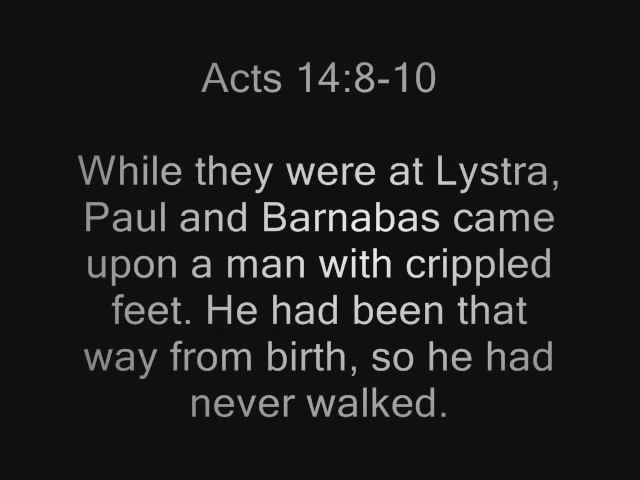 Acts 14:8-10
While they were at Lystra,
Paul and Barnabas came
upon a man with crippled
feet. He had been that
way from birth, so he had
never walked.